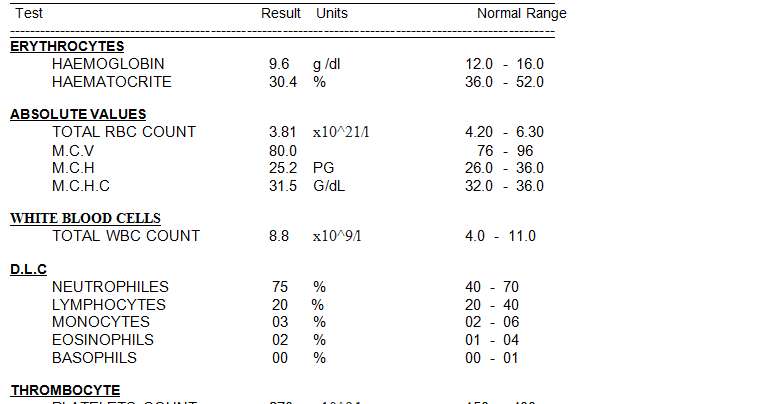 Test Result Units Normal Range
ERYTHROCYTES
HAEMOGLOBIN 9.6 g /dl 12.0 - 16.0
HAEMATOCRITE 30.4 % 36.0 - 52.0
ABSOLUTE VALUES
TOTAL RBC COUNT 3.81 x10^21/l 4.20 - 6.30
M.C.V 80.0 76 - 96
M.C.H 25.2 PG 26.0 - 36.0
M.C.H.C 31.5 G/dL 32.0 - 36.0
WHITE BLOOD CELLS
TOTAL WBC COUNT 8.8 x10^9/l 4.0 - 11.0
D.L.C
NEUTROPHILES 75 % 40 - 70
LYMPHOCYTES 20 % 20 - 40
MONOCYTES 03 % 02 - 06
EOSINOPHILS 02 % 01 - 04
BASOPHILS 00 % 00 - 01
THROMBOCYTE